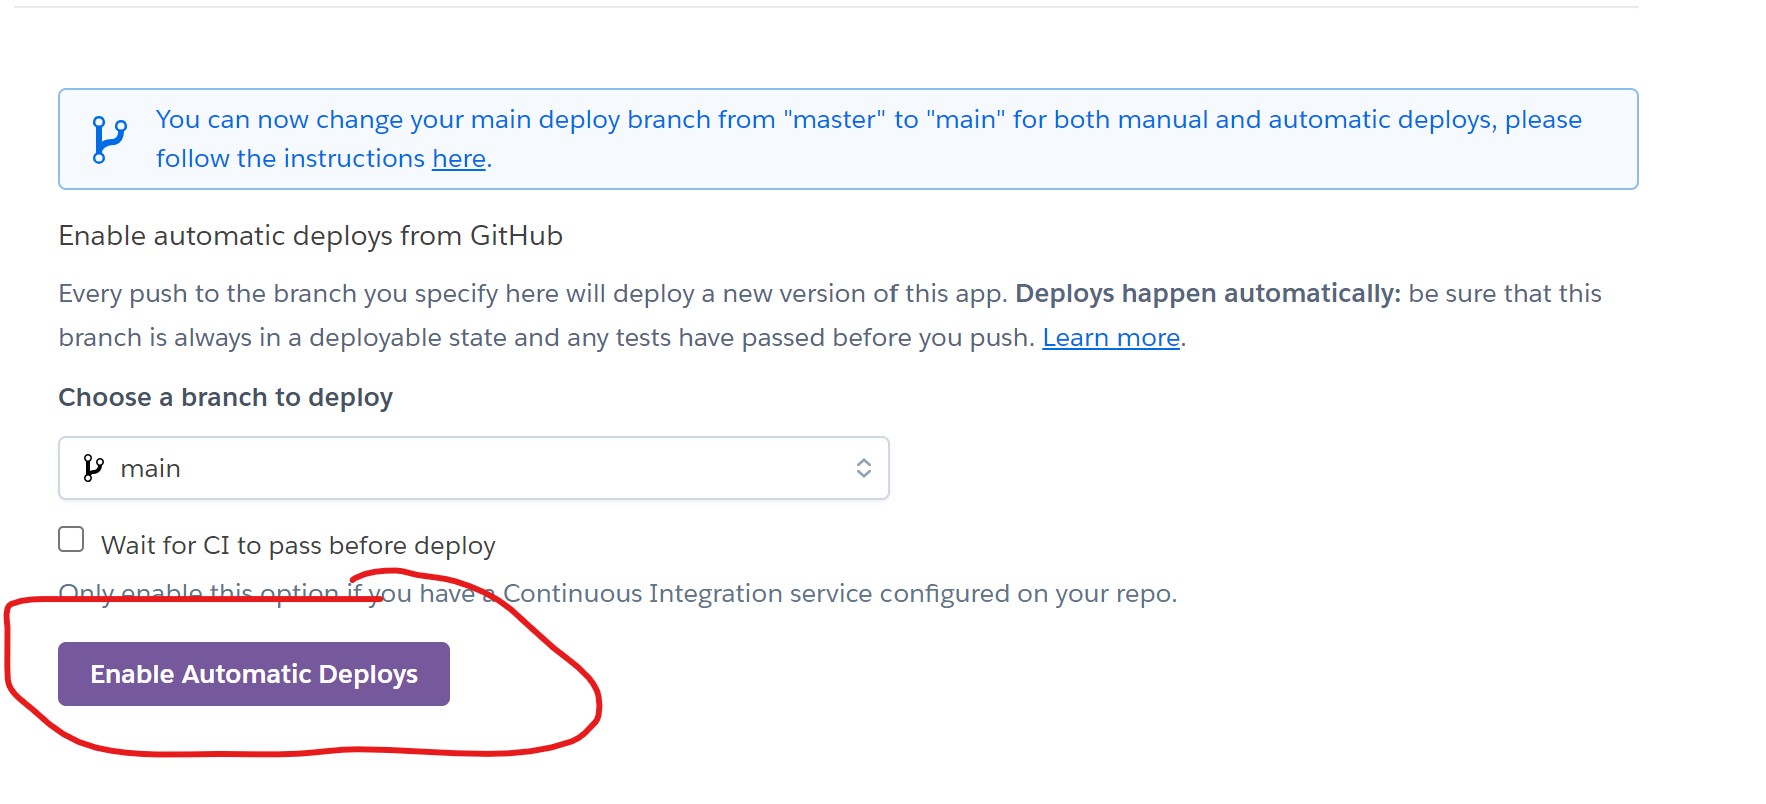 You can now change your main deploy branch from "master" to "main" for both manual and automatic deploys, please
follow the instructions here.
Enable automatic deploys from GitHub
Every push to the branch you specify here will deploy a new version of this app. Deploys happen automatically: be sure that this
branch is always in a deployable state and any tests have passed before you push. Learn more.
Choose a branch to deploy
main
Wait for CI to pass before deploy
Only enable this option if you have a Continuous Integration service configured on your repo.
Enable Automatic Deploys